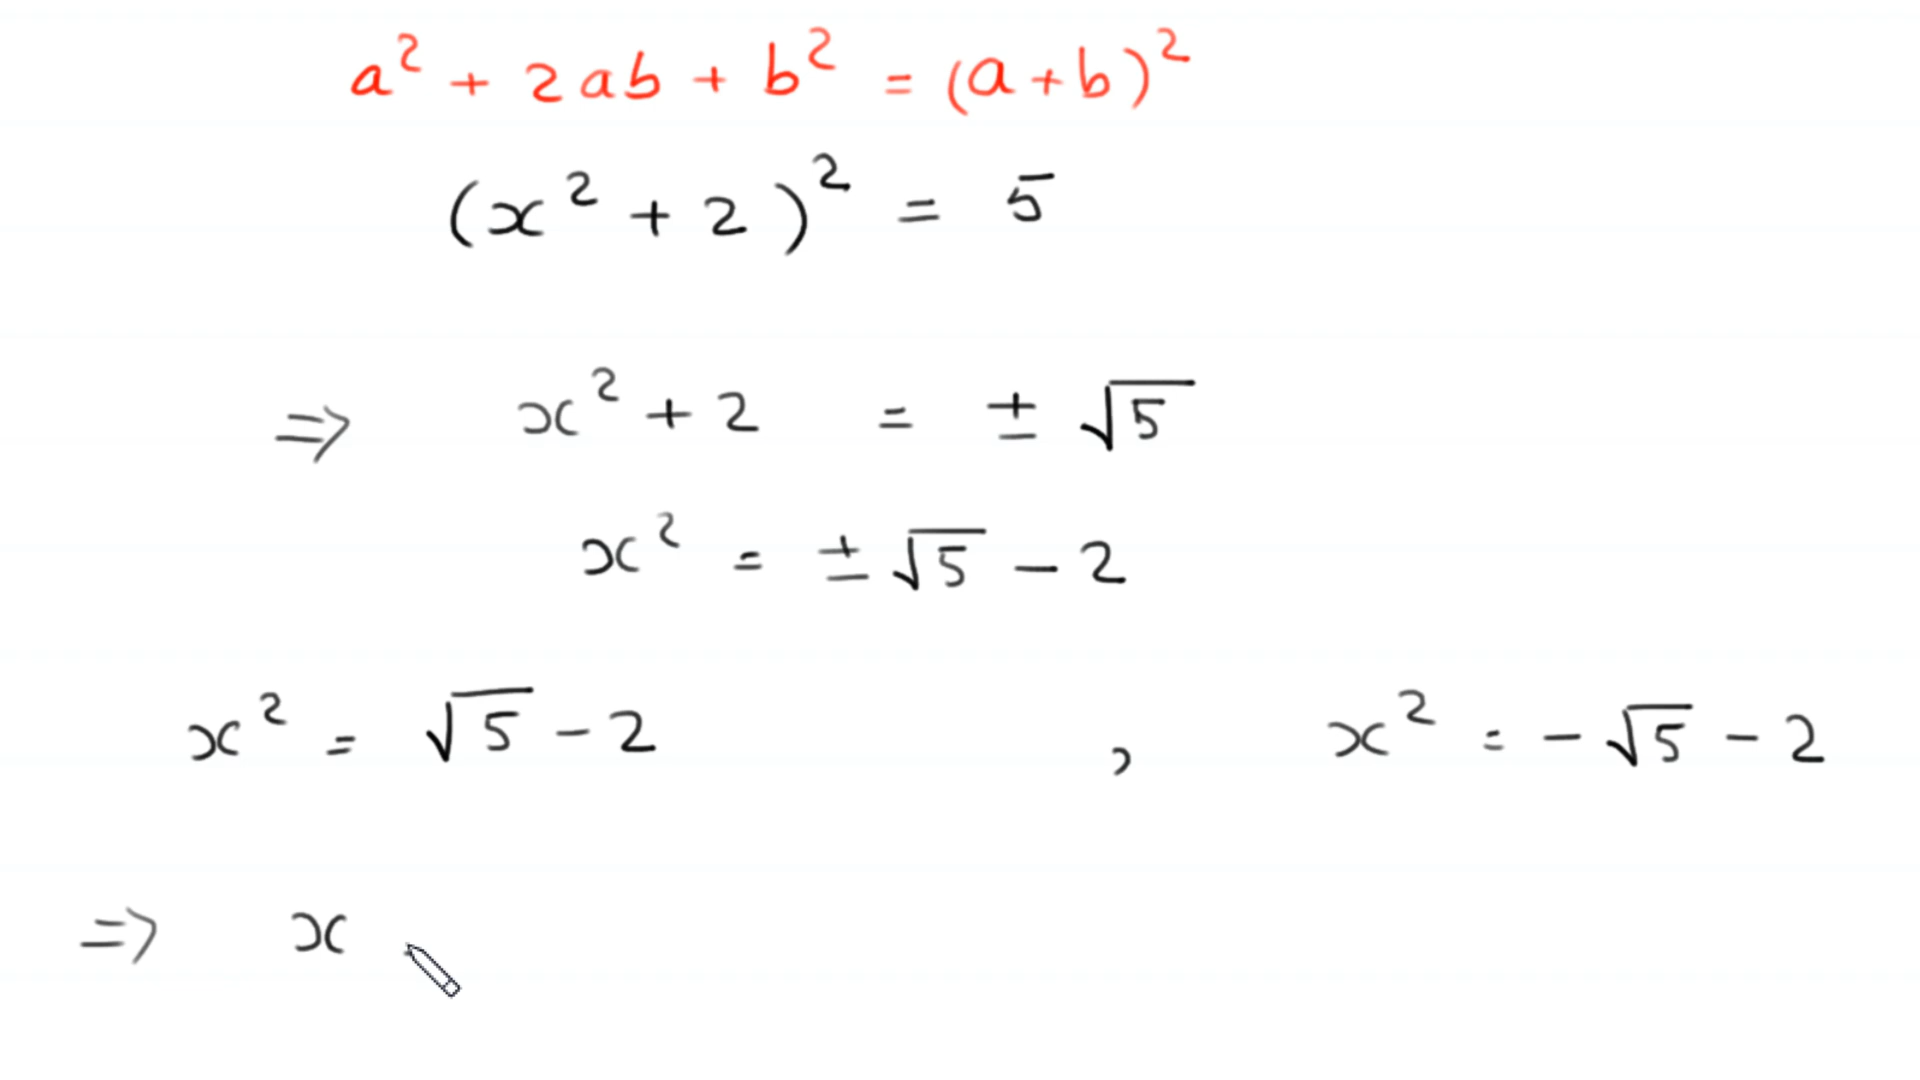 a² + 2ab + b² = (a+b)²
(x² + 2)² = 5
⇒ x² + 2 = ± √5
x² = ± √5 − 2
x² = √5 − 2 , x² = − √5 − 2
⇒ x